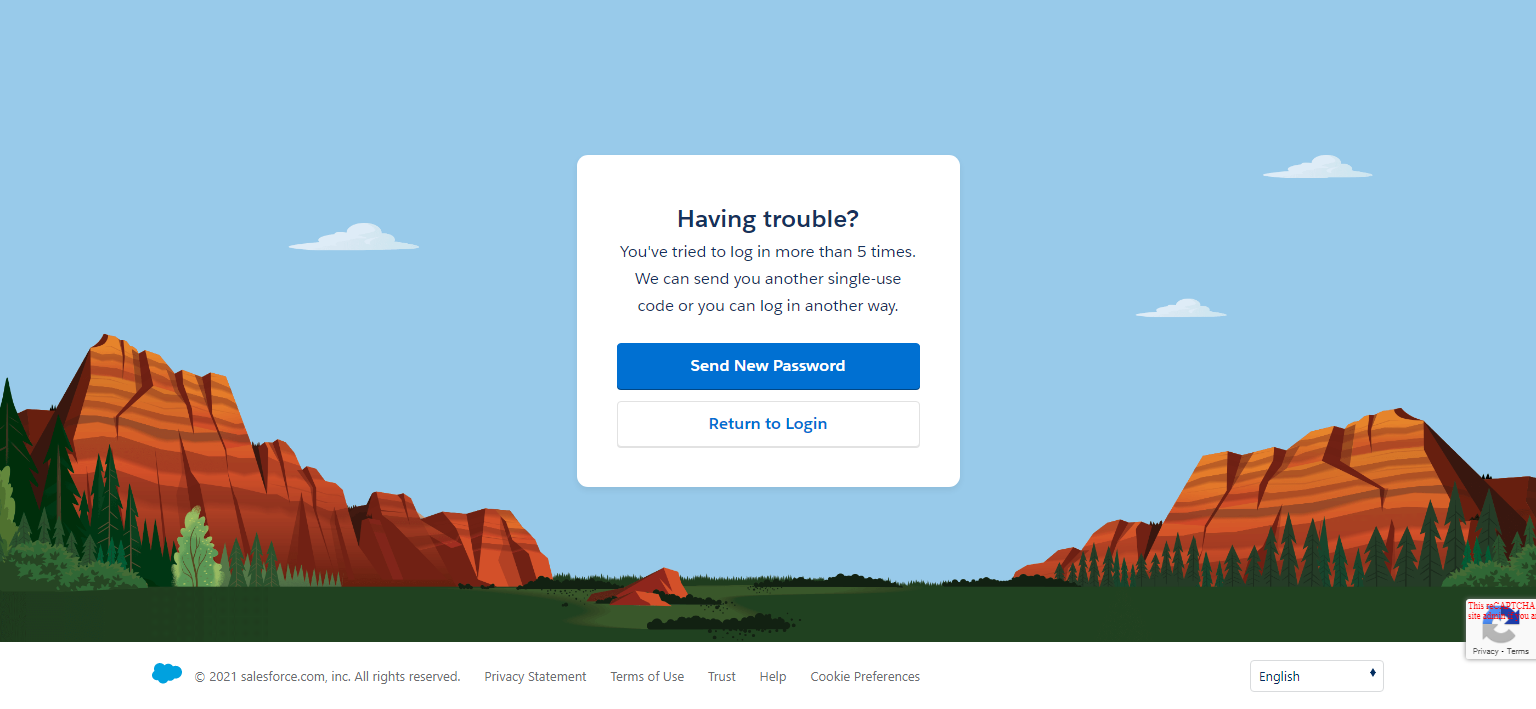 Having trouble?
You've tried to log in more than 5 times.
We can send you another single-use
code or you can log in another way.
Send New Password
Return to Login
This reCAPTCHA
site admin
Privacy - Terms
© 2021 salesforce.com, inc. All rights reserved.
Privacy Statement
Terms of Use
Trust
Help
Cookie Preferences
English